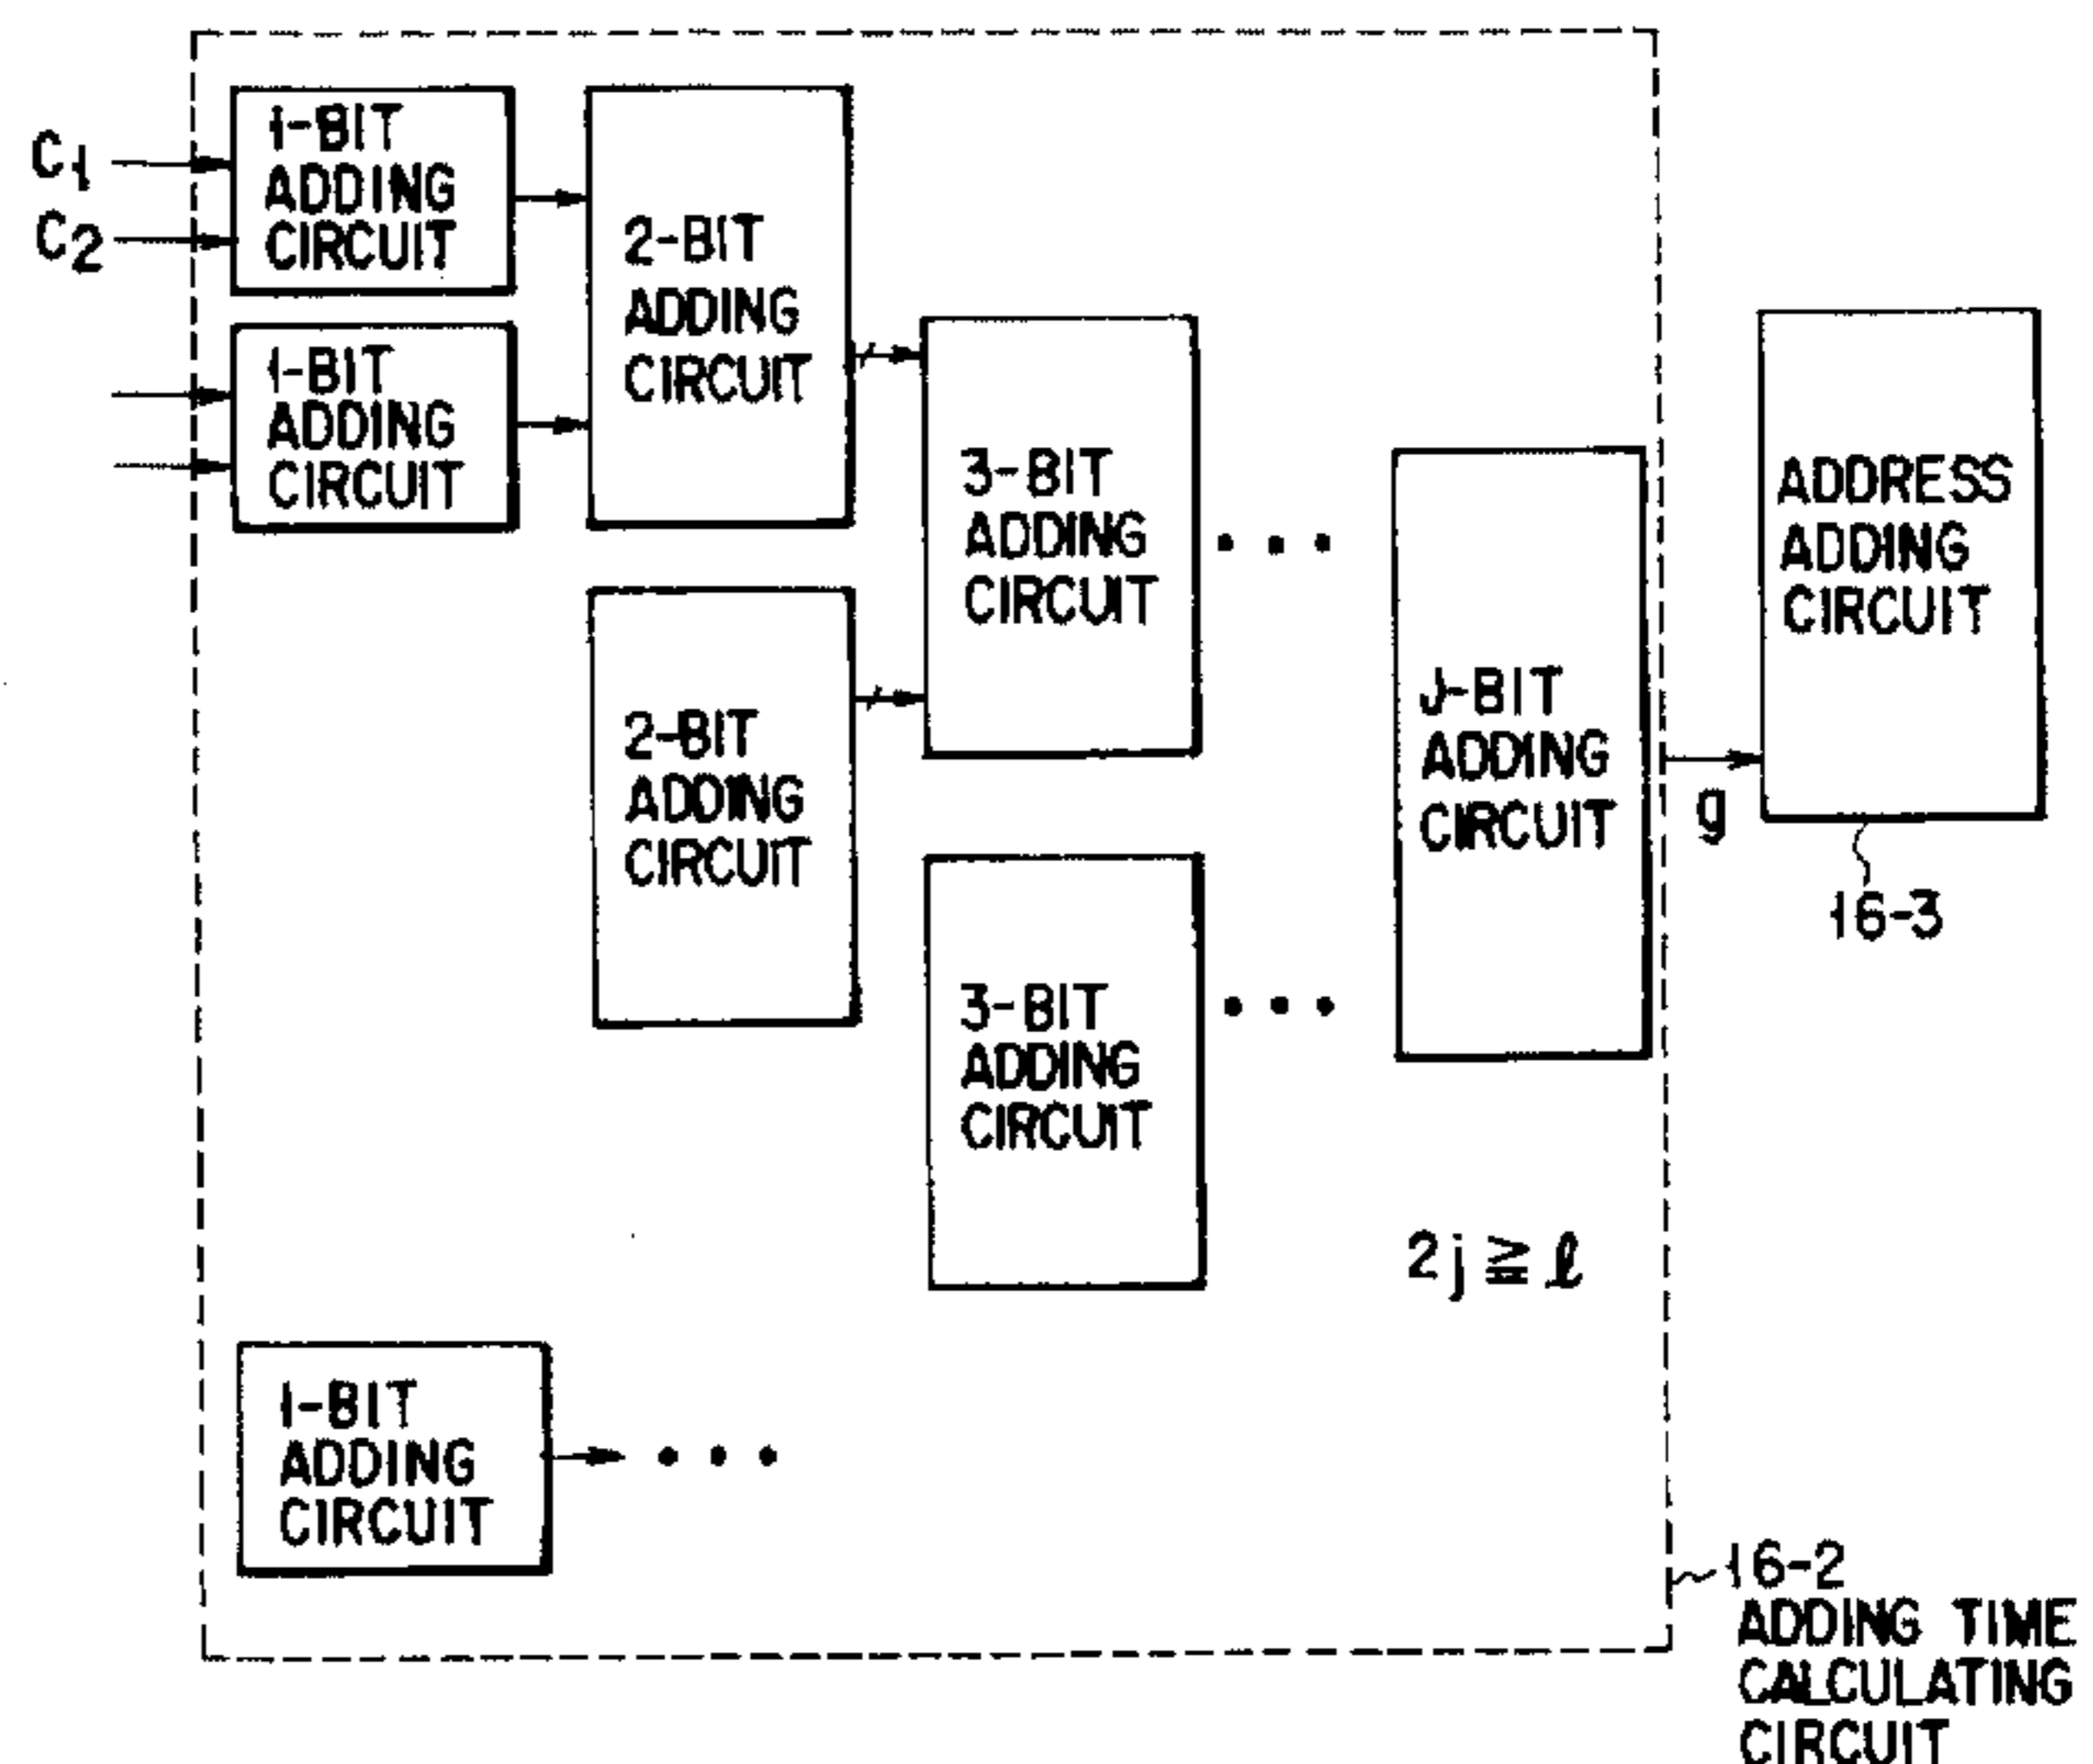 C1
C2
1-BIT
ADDING
CIRCUIT
1-BIT
ADDING
CIRCUIT
2-BIT
ADDING
CIRCUIT
2-BIT
ADDING
CIRCUIT
3-BIT
ADDING
CIRCUIT
3-BIT
ADDING
CIRCUIT
J-BIT
ADDING
CIRCUIT
g
ADDRESS
ADDING
CIRCUIT
16-3
2j ≧ ℓ
1-BIT
ADDING
CIRCUIT
16-2
ADDING TIME
CALCULATING
CIRCUIT